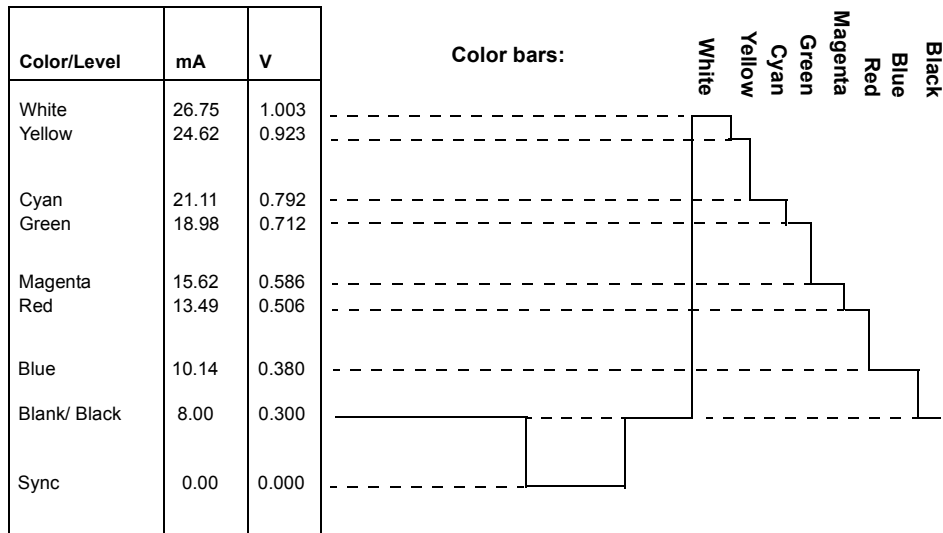 Color/Level mA V
White 26.75 1.003
Yellow 24.62 0.923
Cyan 21.11 0.792
Green 18.98 0.712
Magenta 15.62 0.586
Red 13.49 0.506
Blue 10.14 0.380
Blank/ Black 8.00 0.300
Sync 0.00 0.000
Color bars:
White
Yellow
Cyan
Green
Magenta
Red
Blue
Black